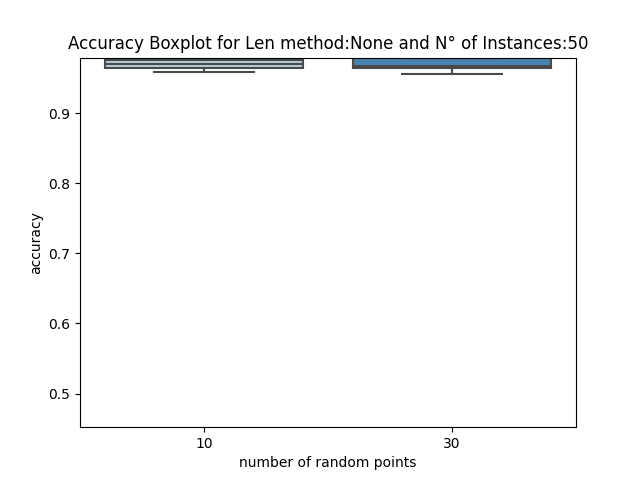 Accuracy Boxplot for Len method:None and N° of Instances:50
0.9
0.8
0.7
0.6
0.5
accuracy
10
30
number of random points